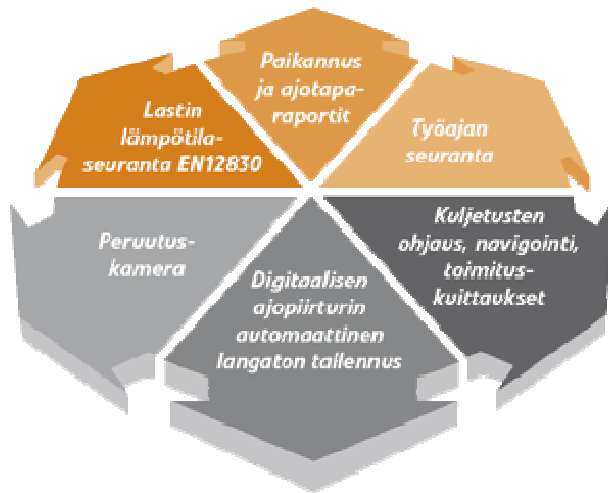 Paikannus
ja ajotapa-
raportit
Lastin
lämpötila-
seuranta EN12830
Työajan
seuranta
Peruutus-
kamera
Digitaalisen
ajopiirturin
automaattinen
langaton tallennus
Kuljetusten
ohjaus, navigointi,
toimitus-
kuittaukset